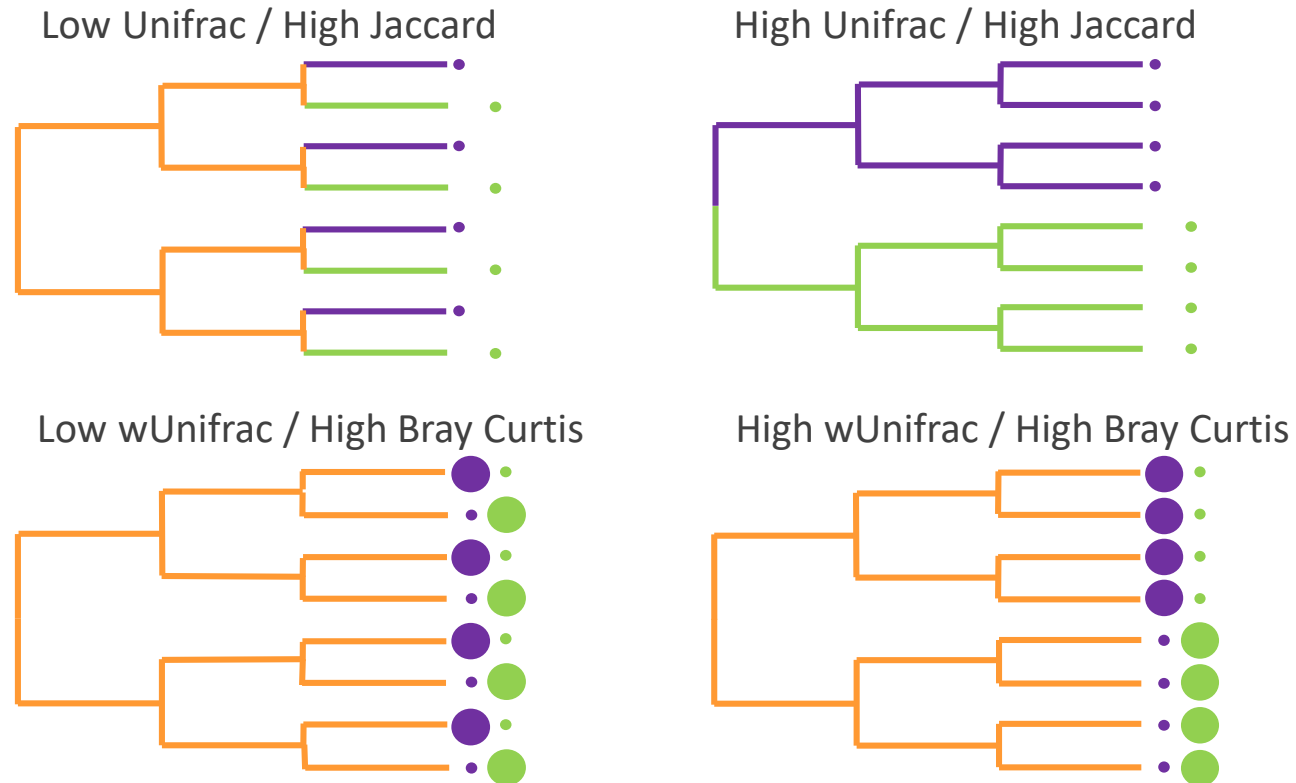 Low Unifrac / High Jaccard
High Unifrac / High Jaccard
Low wUnifrac / High Bray Curtis
High wUnifrac / High Bray Curtis